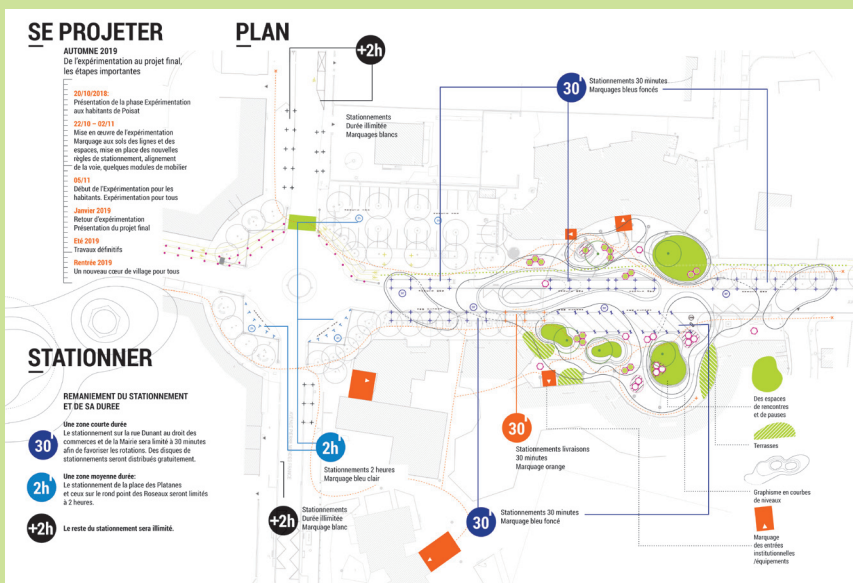 SE PROJETER
AUTOMNE 2019
De l'expérimentation au projet final,
les étapes importantes
20/10/2018:
Présentation de la phase Expérimentation
aux habitants de Poisat
22/10 – 02/11
Mise en œuvre de l'expérimentation
Marquage aux sols des lignes et des
espaces, mise en place des nouvelles
règles de stationnement, alignement
de la voie, quelques modules de mobilier
05/11
Début de l'Expérimentation pour les
habitants. Expérimentation pour tous
Janvier 2019
Retour d'expérimentation
Présentation du projet final
Eté 2019
Travaux définitifs
Rentrée 2019
Un nouveau cœur de village pour tous
STATIONNER
REMANIEMENT DU STATIONNEMENT
ET DE SA DUREE
30'
Une zone courte durée
Le stationnement sur la rue Dunant au droit des
commerces et de la Mairie sera limité à 30 minutes
afin de favoriser les rotations. Des disques de
stationnements seront distribués gratuitement.
2h'
Une zone moyenne durée:
Le stationnement de la place des Platanes
et ceux sur le rond point des Roseaux seront limités
à 2 heures.
+2h
Le reste du stationnement sera illimité.
PLAN
+2h
Stationnements
Durée illimitée
Marquages blancs
30'
Stationnements 30 minutes
Marquages bleus foncés
2h'
Stationnements 2 heures
Marquage bleu clair
+2h
Stationnements
Durée illimitée
Marquage blanc
30'
Stationnements livraisons
30 minutes
Marquage orange
30'
Stationnements 30 minutes
Marquage bleu foncé
Des espaces
de rencontres
et de pauses
Terrasses
Graphisme en courbes
de niveaux
Marquage
des entrées
institutionnelles
/équipements